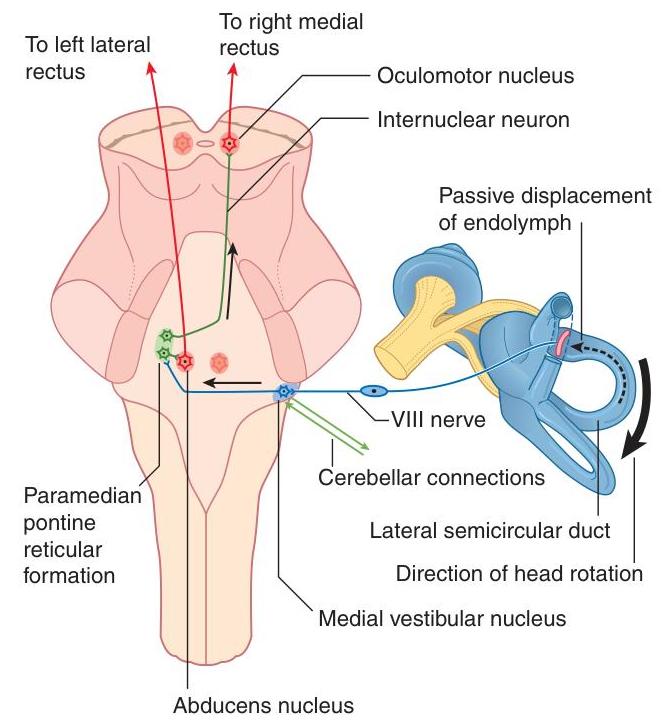 To left lateral
rectus
To right medial
rectus
Oculomotor nucleus
Internuclear neuron
Passive displacement
of endolymph
VIII nerve
Cerebellar connections
Lateral semicircular duct
Direction of head rotation
Paramedian
pontine
reticular
formation
Medial vestibular nucleus
Abducens nucleus